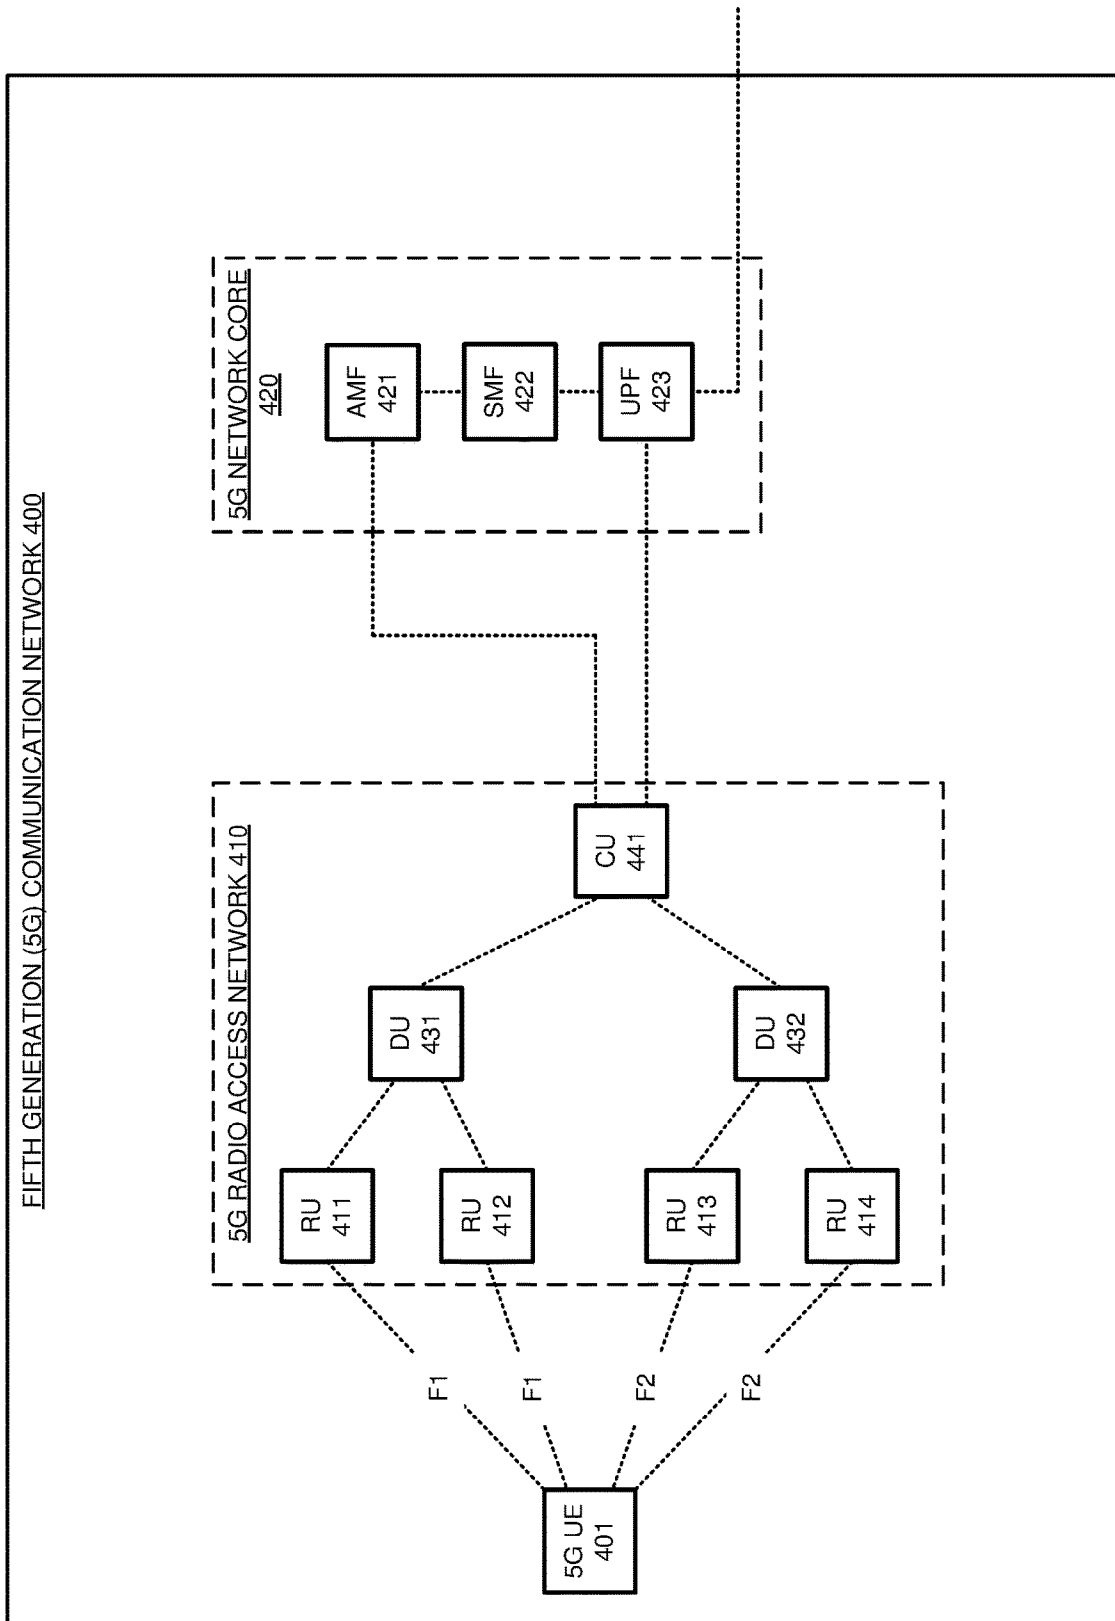 FIFTH GENERATION (5G) COMMUNICATION NETWORK 400
5G RADIO ACCESS NETWORK 410
5G NETWORK CORE
420
5G UE
401
F1
F1
F2
F2
RU
411
RU
412
RU
413
RU
414
DU
431
DU
432
CU
441
AMF
421
SMF
422
UPF
423